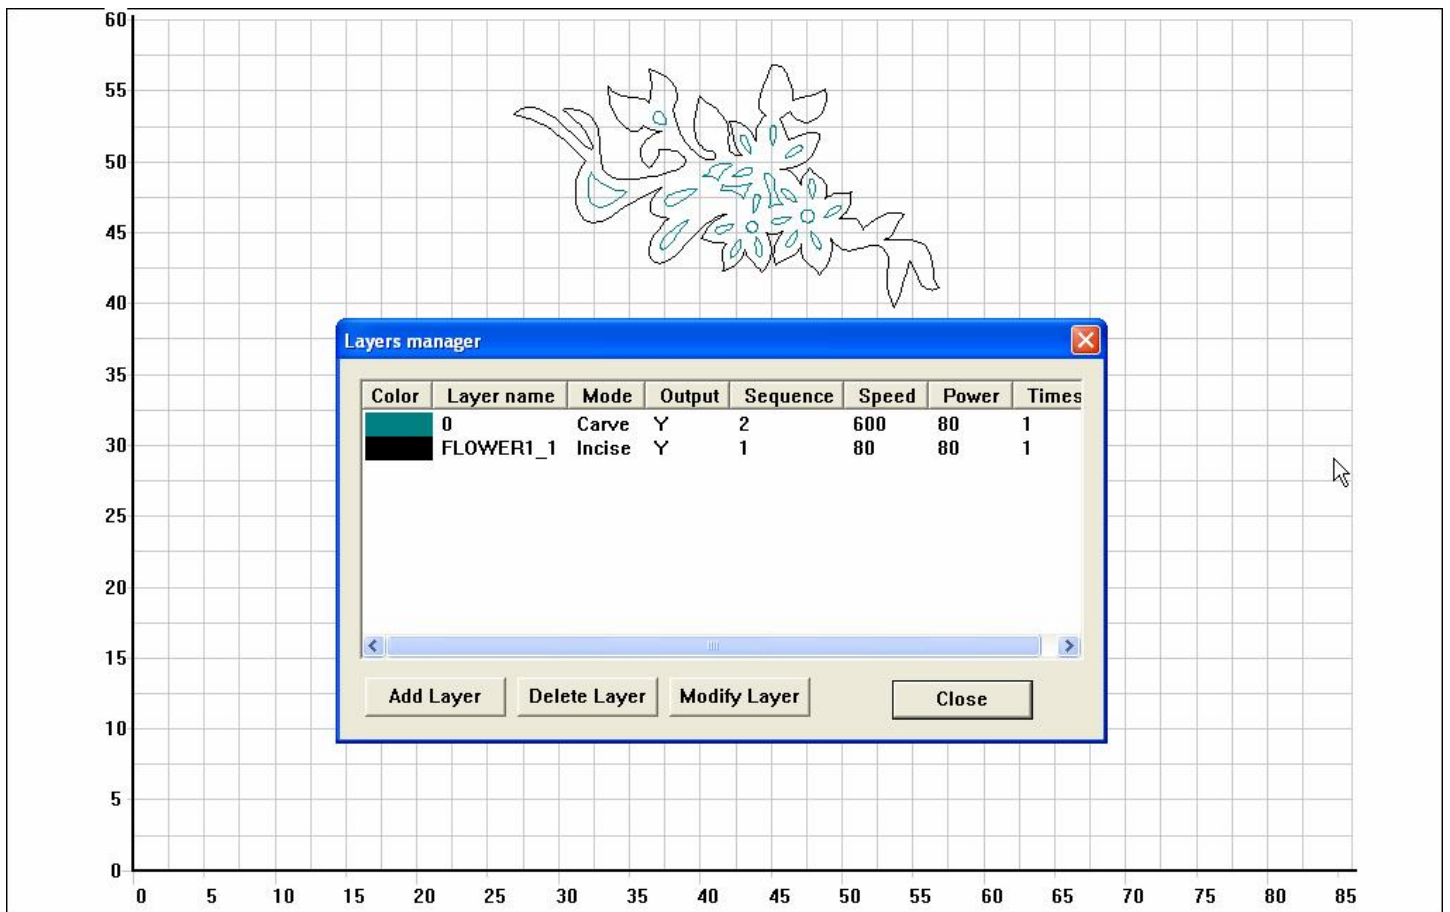 60
55
50
45
40
Layers manager
35
Color Layer name Mode Output Sequence Speed Power Times
0 Carve Y 2 600 80 1
30
FLOWER1_1 Incise Y 1 80 80 1
25
20
15
Add Layer Delete Layer Modify Layer Close
10
5
0
0 5 10 15 20 25 30 35 40 45 50 55 60 65 70 75 80 85